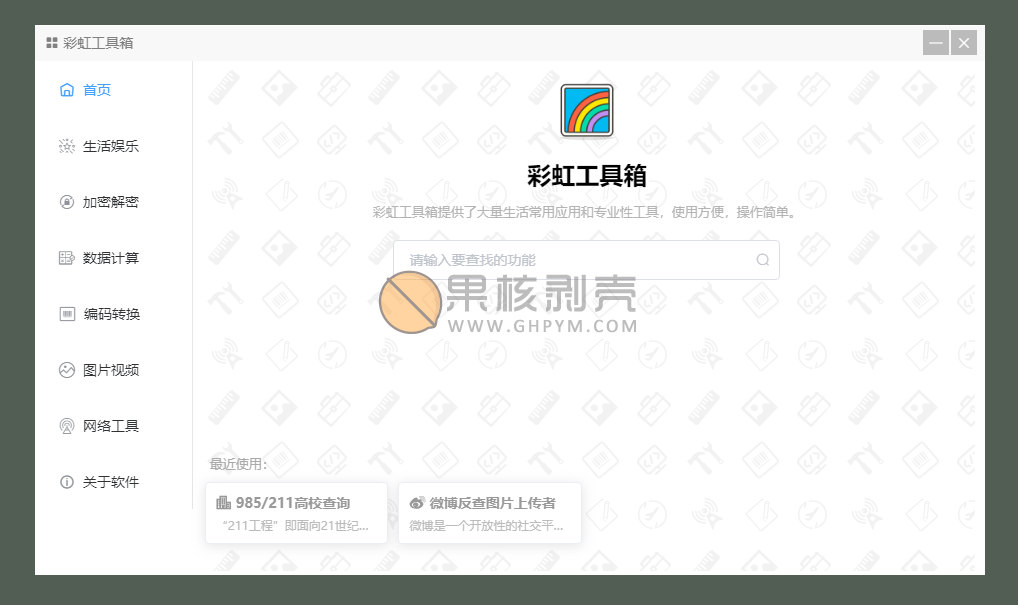 彩虹工具箱
首页
生活娱乐
加密解密
数据计算
编码转换
图片视频
网络工具
关于软件
彩虹工具箱
彩虹工具箱提供了大量生活常用应用和专业性工具，使用方便，操作简单。
请输入要查找的功能
果核剥壳
WWW.GHPYM.COM
最近使用：
985/211高校查询
“211工程”即面向21世纪...
微博反查图片上传者
微博是一个开放性的社交平...